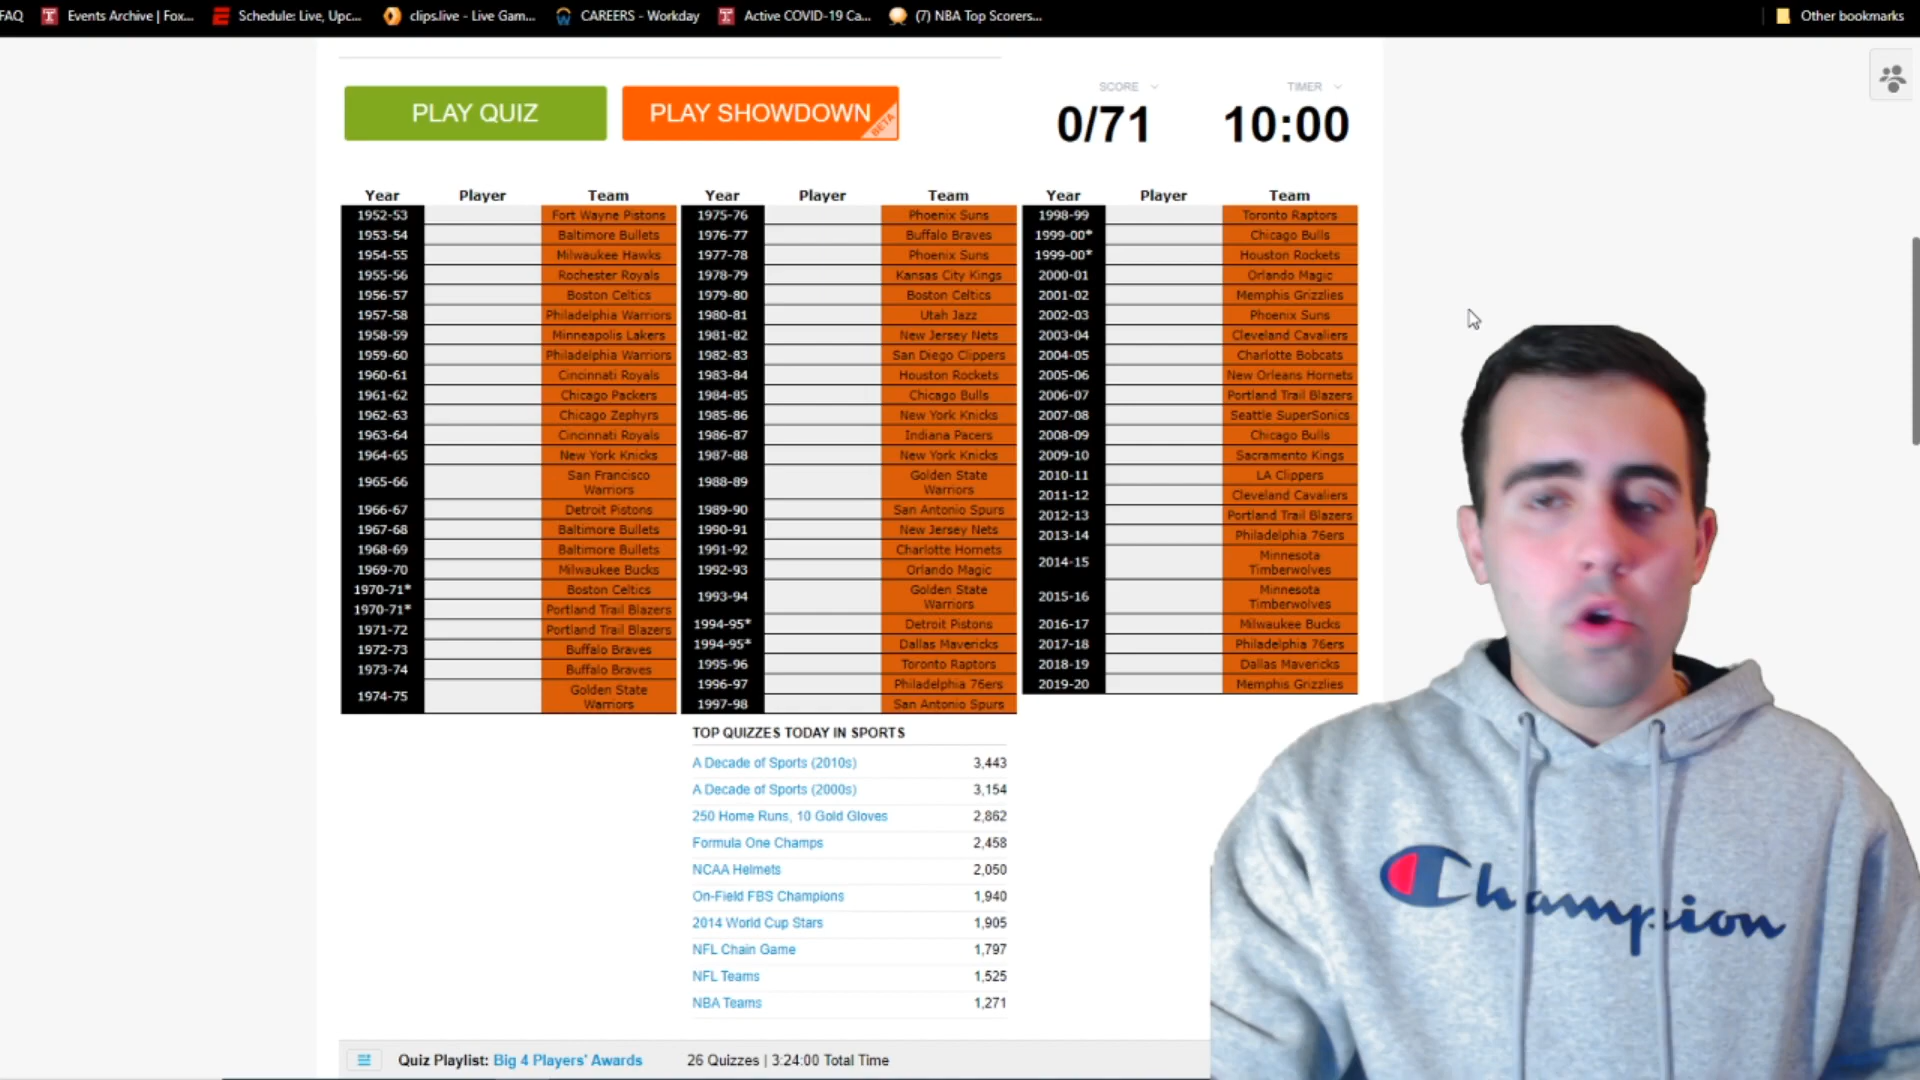 FAQ Events Archive | Fox... Schedule: Live, Upc... clips.live - Live Gam... CAREERS - Workday Active COVID-19 Ca... (7) NBA Top Scorers... Other bookmarks
PLAY QUIZ
PLAY SHOWDOWN
BETA
SCORE
0/71
TIMER
10:00
Year Player Team
1952-53 Fort Wayne Pistons
1953-54 Baltimore Bullets
1954-55 Milwaukee Hawks
1955-56 Rochester Royals
1956-57 Boston Celtics
1957-58 Philadelphia Warriors
1958-59 Minneapolis Lakers
1959-60 Philadelphia Warriors
1960-61 Cincinnati Royals
1961-62 Chicago Packers
1962-63 Chicago Zephyrs
1963-64 Cincinnati Royals
1964-65 New York Knicks
1965-66 San Francisco
Warriors
1966-67 Detroit Pistons
1967-68 Baltimore Bullets
1968-69 Baltimore Bullets
1969-70 Milwaukee Bucks
1970-71* Boston Celtics
1970-71* Portland Trail Blazers
1971-72 Portland Trail Blazers
1972-73 Buffalo Braves
1973-74 Buffalo Braves
1974-75 Golden State
Warriors
Year Player Team
1975-76 Phoenix Suns
1976-77 Buffalo Braves
1977-78 Phoenix Suns
1978-79 Kansas City Kings
1979-80 Boston Celtics
1980-81 Utah Jazz
1981-82 New Jersey Nets
1982-83 San Diego Clippers
1983-84 Houston Rockets
1984-85 Chicago Bulls
1985-86 New York Knicks
1986-87 Indiana Pacers
1987-88 New York Knicks
1988-89 Golden State
Warriors
1989-90 San Antonio Spurs
1990-91 New Jersey Nets
1991-92 Charlotte Hornets
1992-93 Orlando Magic
1993-94 Golden State
Warriors
1994-95* Detroit Pistons
1994-95* Dallas Mavericks
1995-96 Toronto Raptors
1996-97 Philadelphia 76ers
1997-98 San Antonio Spurs
Year Player Team
1998-99 Toronto Raptors
1999-00* Chicago Bulls
1999-00* Houston Rockets
2000-01 Orlando Magic
2001-02 Memphis Grizzlies
2002-03 Phoenix Suns
2003-04 Cleveland Cavaliers
2004-05 Charlotte Bobcats
2005-06 New Orleans Hornets
2006-07 Portland Trail Blazers
2007-08 Seattle SuperSonics
2008-09 Chicago Bulls
2009-10 Sacramento Kings
2010-11 LA Clippers
2011-12 Cleveland Cavaliers
2012-13 Portland Trail Blazers
2013-14 Philadelphia 76ers
2014-15 Minnesota
Timberwolves
2015-16 Minnesota
Timberwolves
2016-17 Milwaukee Bucks
2017-18 Philadelphia 76ers
2018-19 Dallas Mavericks
2019-20 Memphis Grizzlies
TOP QUIZZES TODAY IN SPORTS
A Decade of Sports (2010s) 3,443
A Decade of Sports (2000s) 3,154
250 Home Runs, 10 Gold Gloves 2,862
Formula One Champs 2,458
NCAA Helmets 2,050
On-Field FBS Champions 1,940
2014 World Cup Stars 1,905
NFL Chain Game 1,797
NFL Teams 1,525
NBA Teams 1,271
Quiz Playlist: Big 4 Players' Awards 26 Quizzes | 3:24:00 Total Time
Champion